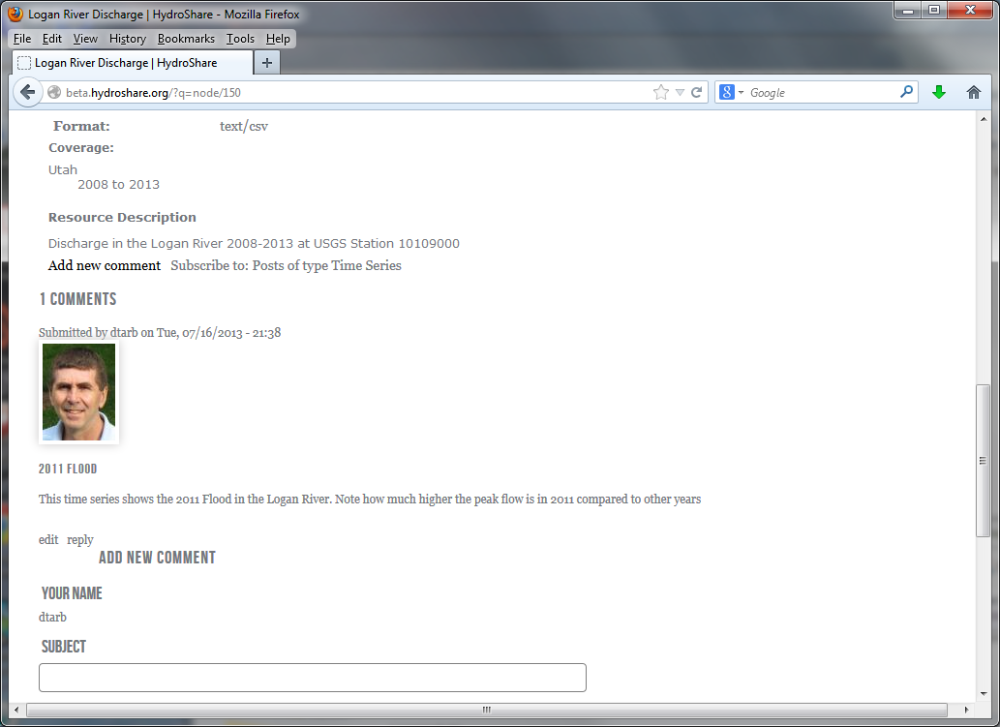 Logan River Discharge | HydroShare - Mozilla Firefox
File Edit View History Bookmarks Tools Help
Logan River Discharge | HydroShare +
beta.hydroshare.org/?q=node/150 8 Google
Format: text/csv
Coverage:
Utah
2008 to 2013
Resource Description
Discharge in the Logan River 2008-2013 at USGS Station 10109000
Add new comment Subscribe to: Posts of type Time Series
1 COMMENTS
Submitted by dtarb on Tue, 07/16/2013 - 21:38
2011 FLOOD
This time series shows the 2011 Flood in the Logan River. Note how much higher the peak flow is in 2011 compared to other years
edit reply
ADD NEW COMMENT
YOUR NAME
dtarb
SUBJECT